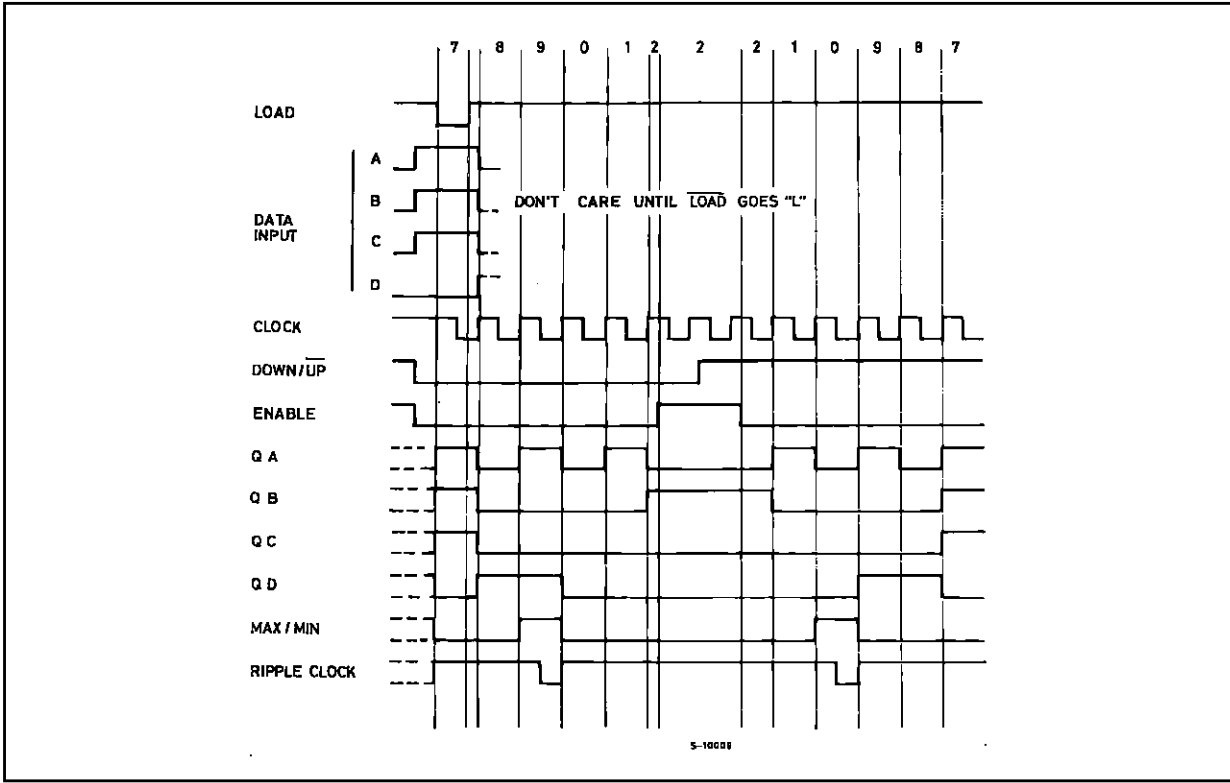 7 8 9 0 1 2 2 2 1 0 9 8 7
LOAD
A
B
DON'T CARE UNTIL LOAD GOES "L"
DATA
INPUT
C
D
CLOCK
DOWN/UP
ENABLE
Q A
Q B
Q C
Q D
MAX/MIN
RIPPLE CLOCK
S-10008